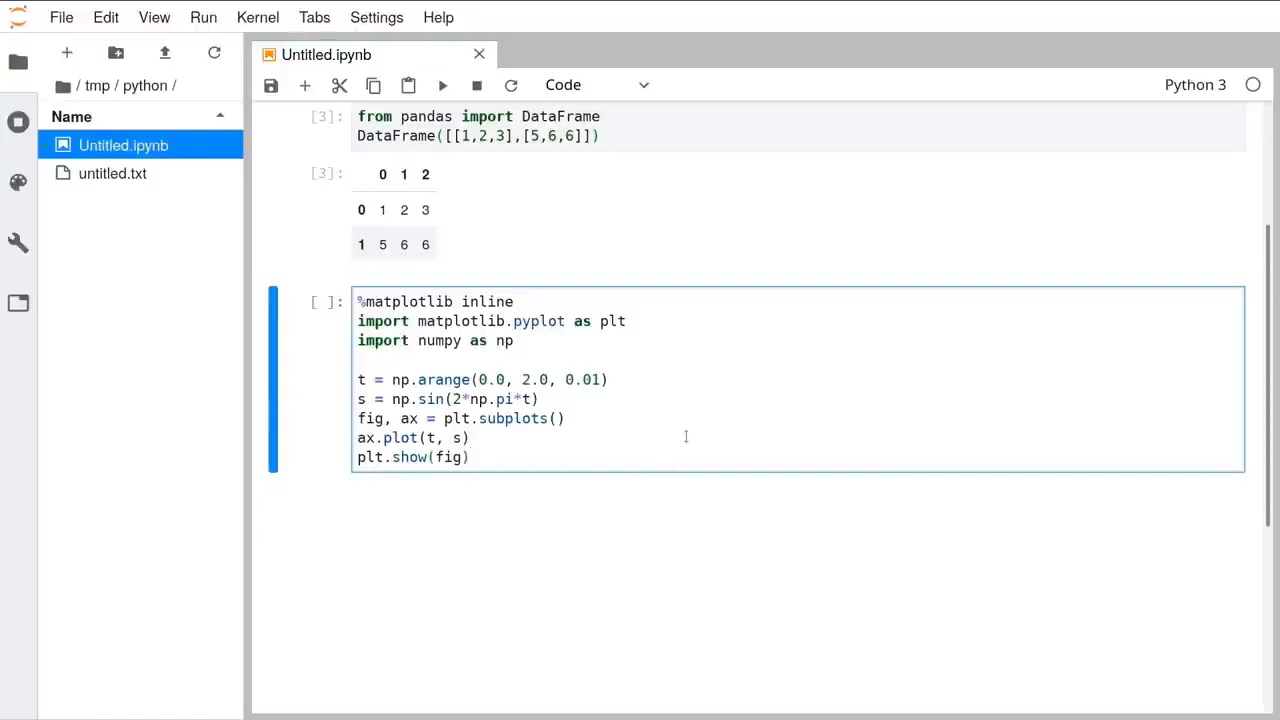 File Edit View Run Kernel Tabs Settings Help
Untitled.ipynb
/ tmp / python /
Code
Python 3
Name
Untitled.ipynb
untitled.txt
[3]:
from pandas import DataFrame
DataFrame([[1,2,3],[5,6,6]])
[3]:
0 1 2
0 1 2 3
1 5 6 6
[ ]:
%matplotlib inline
import matplotlib.pyplot as plt
import numpy as np
t = np.arange(0.0, 2.0, 0.01)
s = np.sin(2*np.pi*t)
fig, ax = plt.subplots()
ax.plot(t, s)
plt.show(fig)